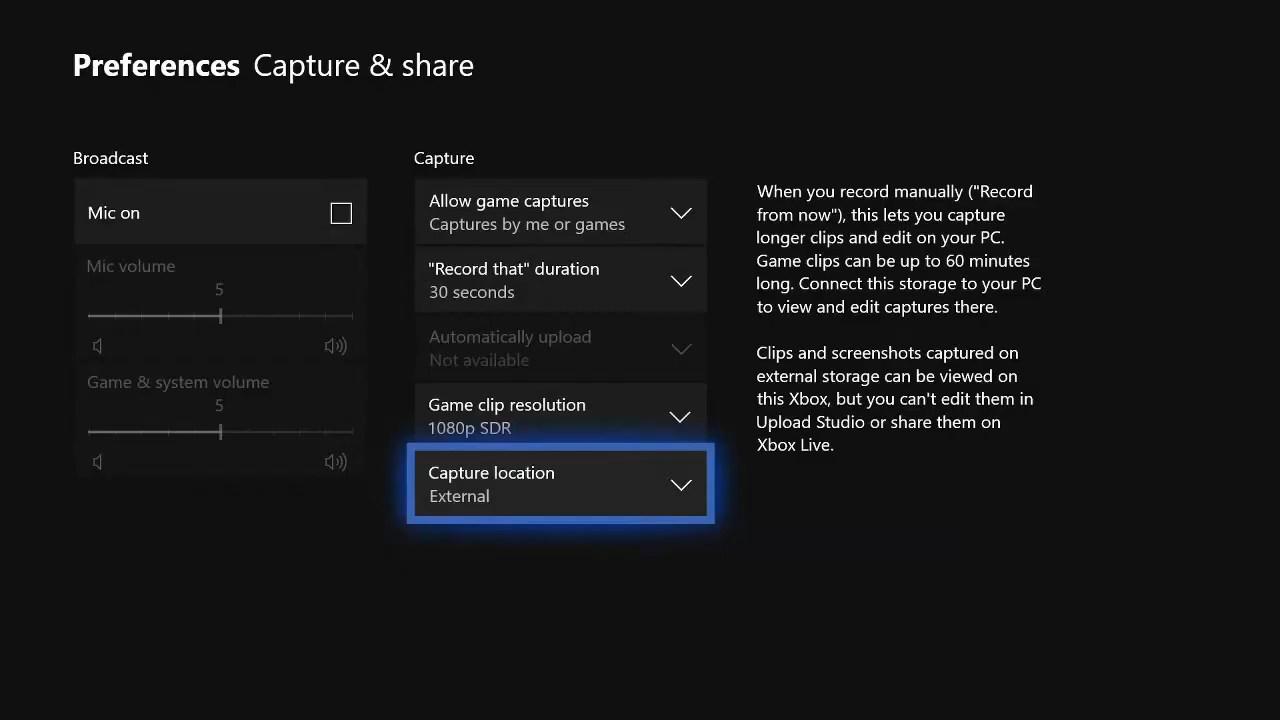 Preferences Capture & share
Broadcast
Mic on
Mic volume
5
Game & system volume
5
Capture
Allow game captures
Captures by me or games
"Record that" duration
30 seconds
Automatically upload
Not available
Game clip resolution
1080p SDR
Capture location
External
When you record manually ("Record
from now"), this lets you capture
longer clips and edit on your PC.
Game clips can be up to 60 minutes
long. Connect this storage to your PC
to view and edit captures there.
Clips and screenshots captured on
external storage can be viewed on
this Xbox, but you can't edit them in
Upload Studio or share them on
Xbox Live.